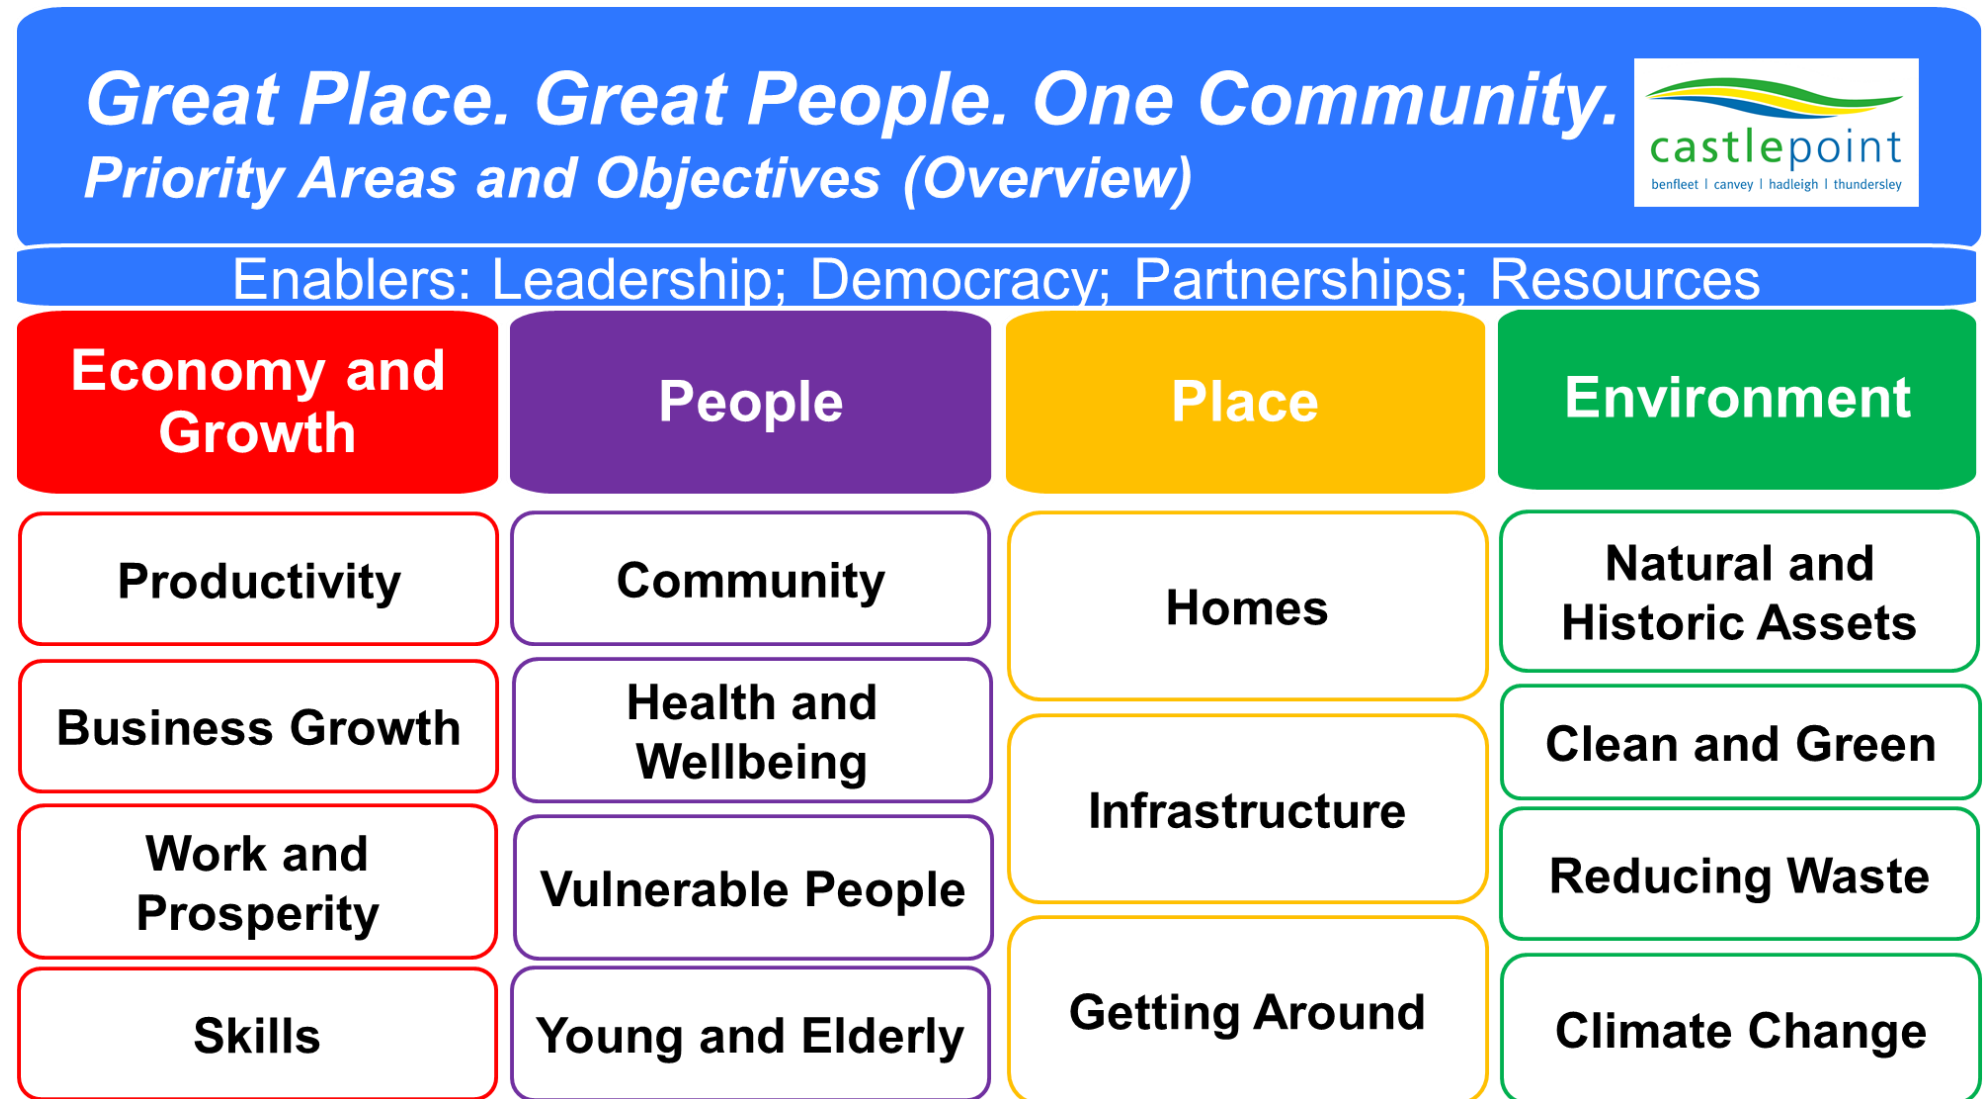 Great Place. Great People. One Community.
Priority Areas and Objectives (Overview)
castlepoint
benfleet | canvey | hadleigh | thundersley
Enablers: Leadership; Democracy; Partnerships; Resources
Economy and
Growth
Productivity
Business Growth
Work and
Prosperity
Skills
People
Community
Health and
Wellbeing
Vulnerable People
Young and Elderly
Place
Homes
Infrastructure
Getting Around
Environment
Natural and
Historic Assets
Clean and Green
Reducing Waste
Climate Change